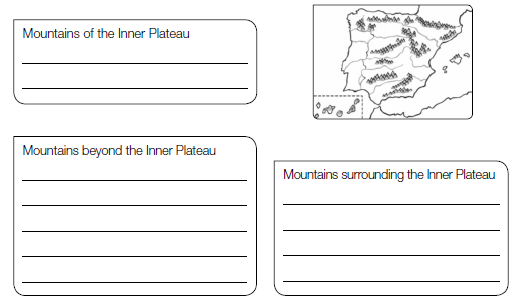 Mountains of the Inner Plateau
Mountains beyond the Inner Plateau
Mountains surrounding the Inner Plateau